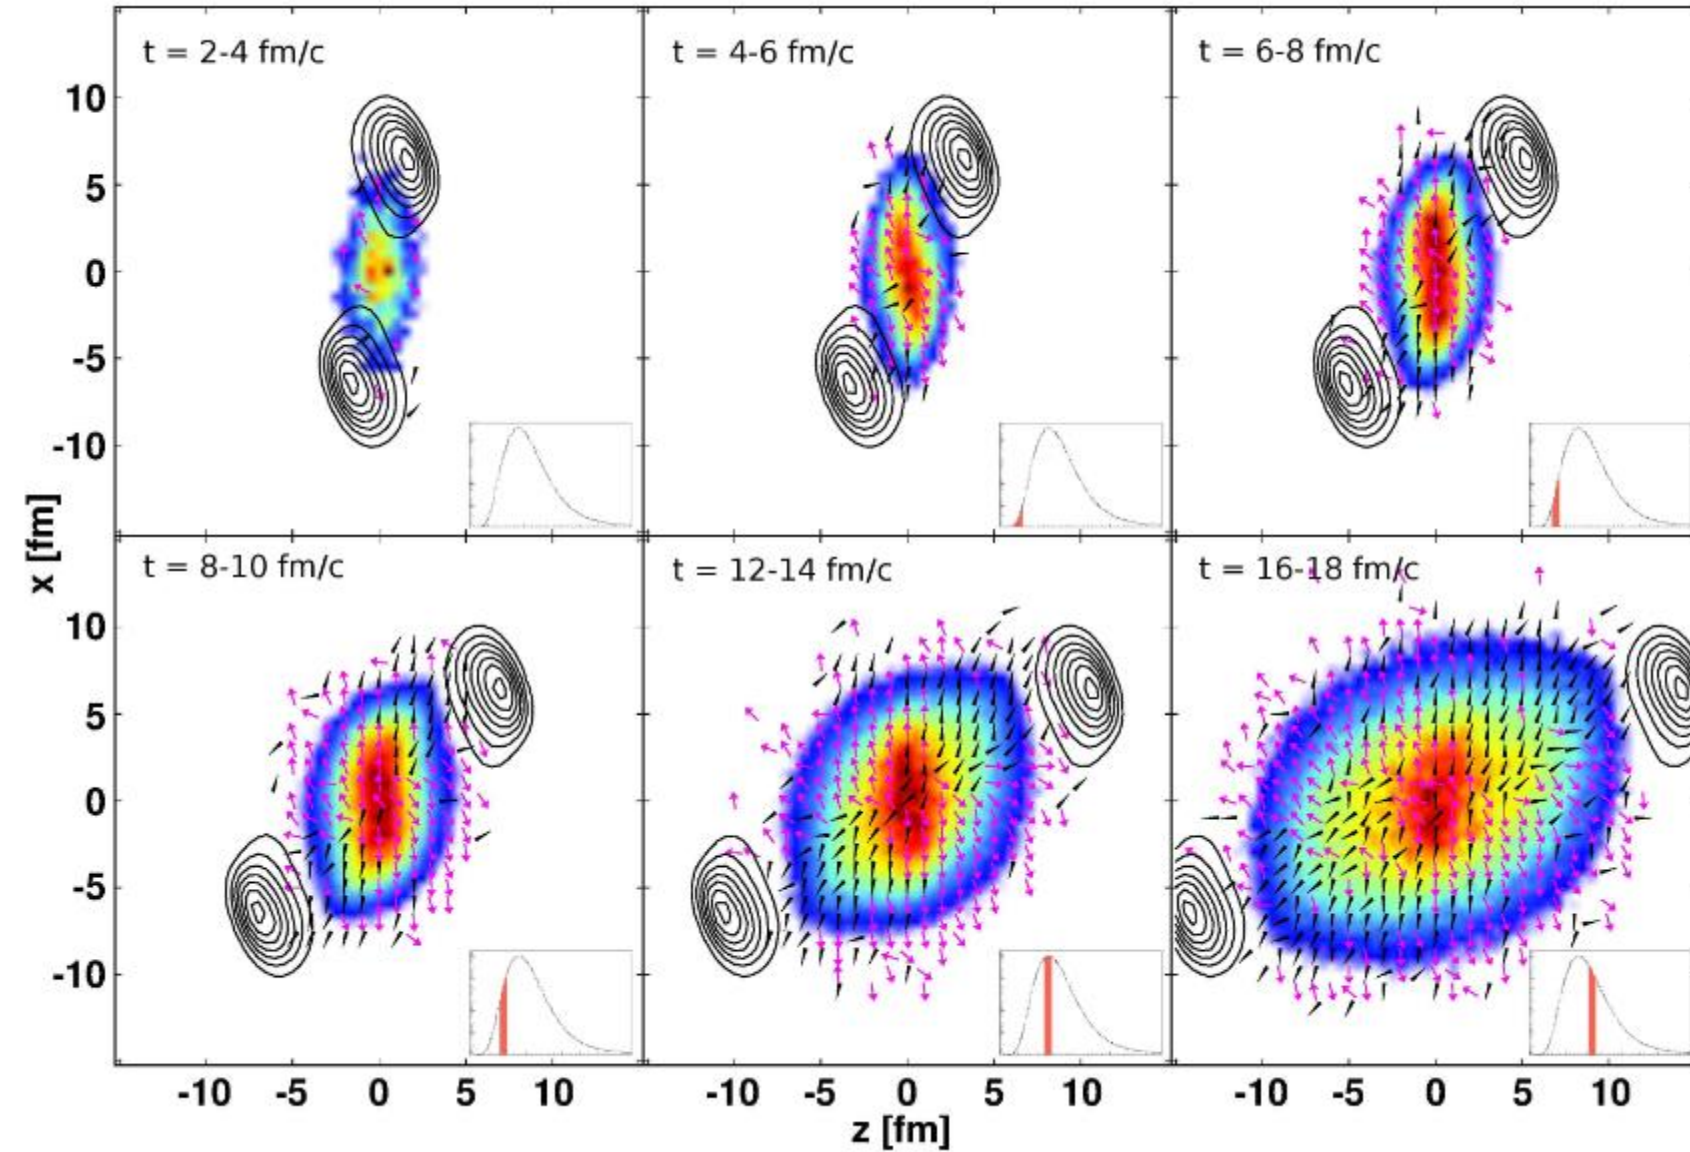 t = 2-4 fm/c
t = 4-6 fm/c
t = 6-8 fm/c
10
5
0
-5
-10
t = 8-10 fm/c
t = 12-14 fm/c
t = 16-18 fm/c
10
5
0
-5
-10
x [fm]
-10 -5 0 5 10 -10 -5 0 5 10 -10 -5 0 5 10
z [fm]